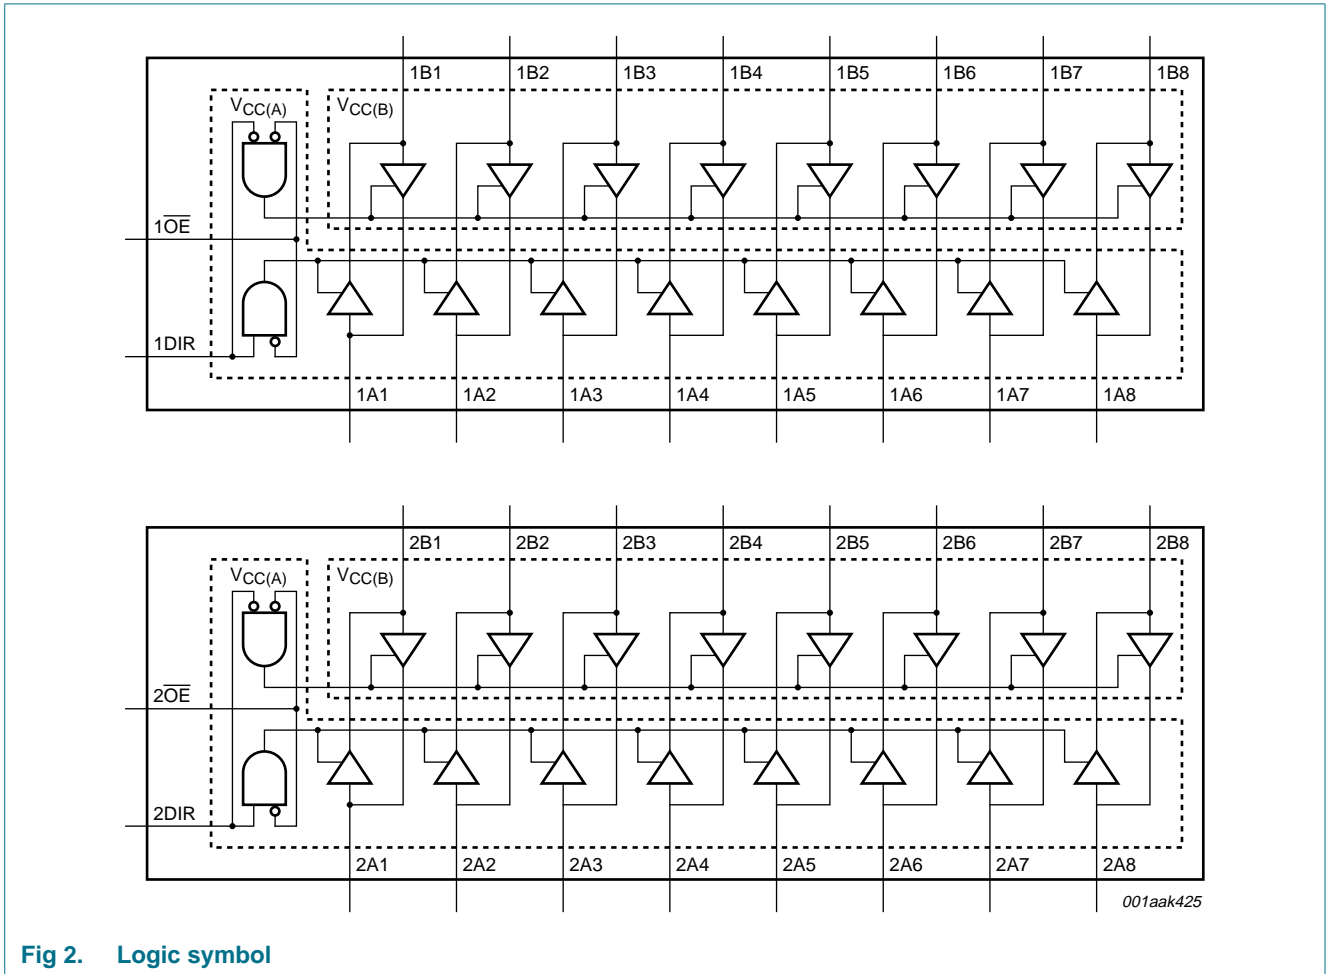 1B1 1B2 1B3 1B4 1B5 1B6 1B7 1B8
VCC(A) VCC(B)
1O̅E̅
1DIR
1A1 1A2 1A3 1A4 1A5 1A6 1A7 1A8
2B1 2B2 2B3 2B4 2B5 2B6 2B7 2B8
VCC(A) VCC(B)
2O̅E̅
2DIR
2A1 2A2 2A3 2A4 2A5 2A6 2A7 2A8
001aak425
Fig 2. Logic symbol